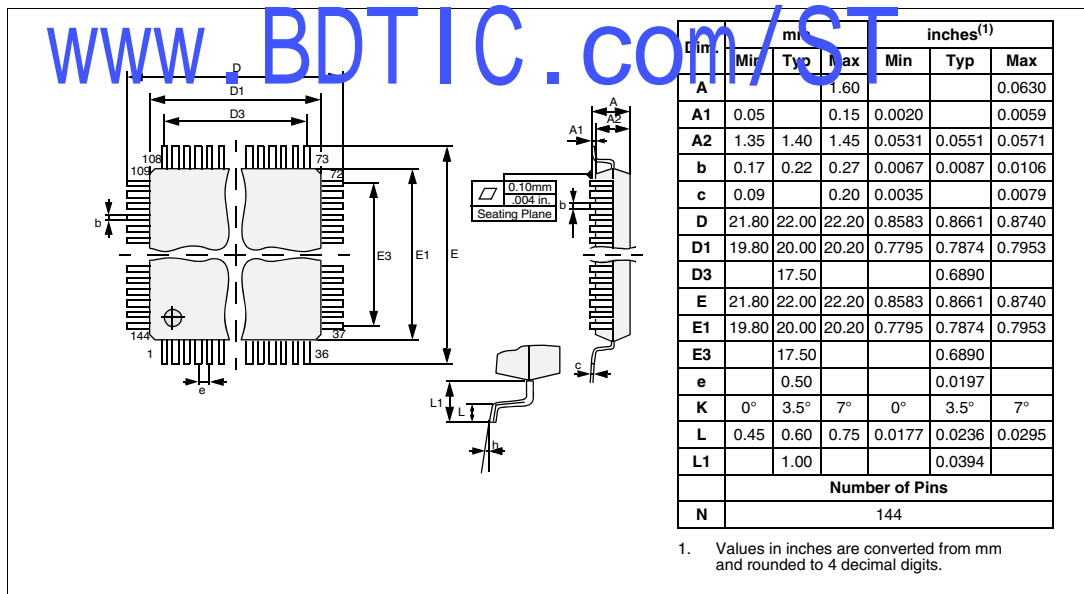 www.BDTIC.com/ST
D
D1
D3
108
73
109
72
b
E3
E1
E
144
37
1
36
e
A
A2
A1
0.10mm
.004 in.
Seating Plane
b
c
L1
L
h
Dim. mm inches(1)
Min Typ Max Min Typ Max
A 1.60 0.0630
A1 0.05 0.15 0.0020 0.0059
A2 1.35 1.40 1.45 0.0531 0.0551 0.0571
b 0.17 0.22 0.27 0.0067 0.0087 0.0106
c 0.09 0.20 0.0035 0.0079
D 21.80 22.00 22.20 0.8583 0.8661 0.8740
D1 19.80 20.00 20.20 0.7795 0.7874 0.7953
D3 17.50 0.6890
E 21.80 22.00 22.20 0.8583 0.8661 0.8740
E1 19.80 20.00 20.20 0.7795 0.7874 0.7953
E3 17.50 0.6890
e 0.50 0.0197
K 0° 3.5° 7° 0° 3.5° 7°
L 0.45 0.60 0.75 0.0177 0.0236 0.0295
L1 1.00 0.0394
Number of Pins
N 144
1. Values in inches are converted from mm
and rounded to 4 decimal digits.